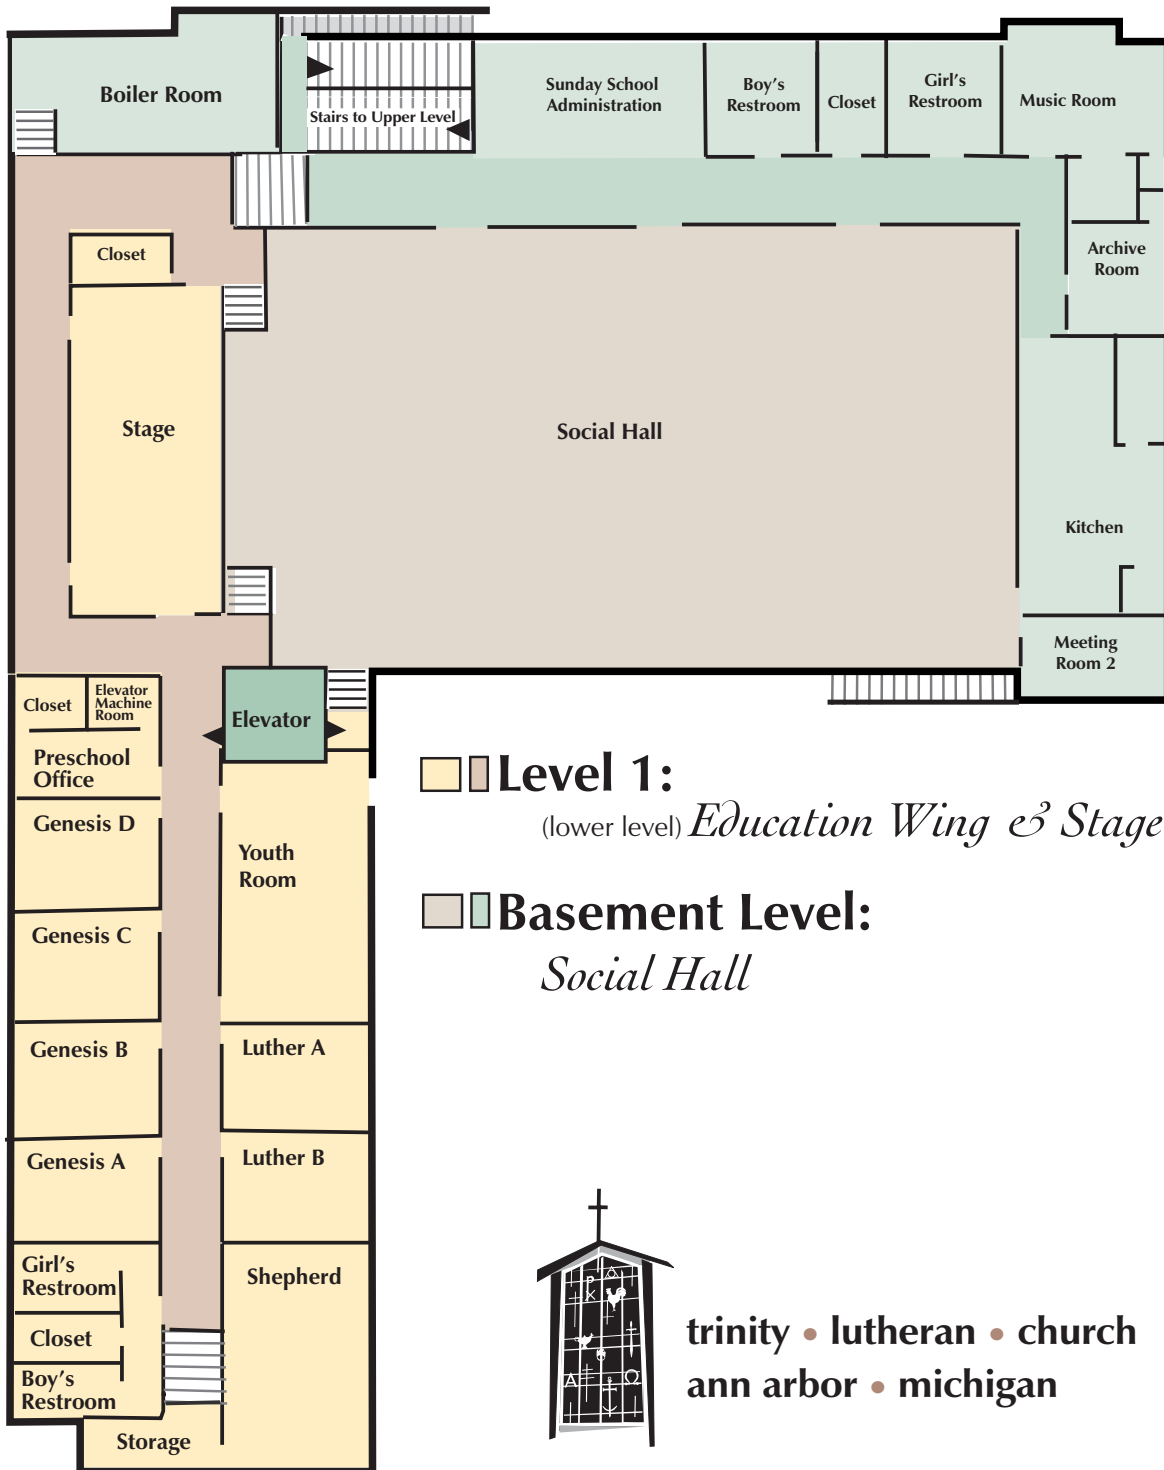 Boiler Room
Stairs to Upper Level
Sunday School
Administration
Boy's
Restroom
Closet
Girl's
Restroom
Music Room
Closet
Archive
Room
Stage
Social Hall
Kitchen
Meeting
Room 2
Closet
Elevator
Machine
Room
Elevator
Preschool
Office
Genesis D
Youth
Room
Genesis C
Genesis B
Luther A
Genesis A
Luther B
Girl's
Restroom
Shepherd
Closet
Boy's
Restroom
Storage
Level 1:
(lower level) Education Wing & Stage
Basement Level:
Social Hall
P
X
Α Ω
trinity • lutheran • church
ann arbor • michigan